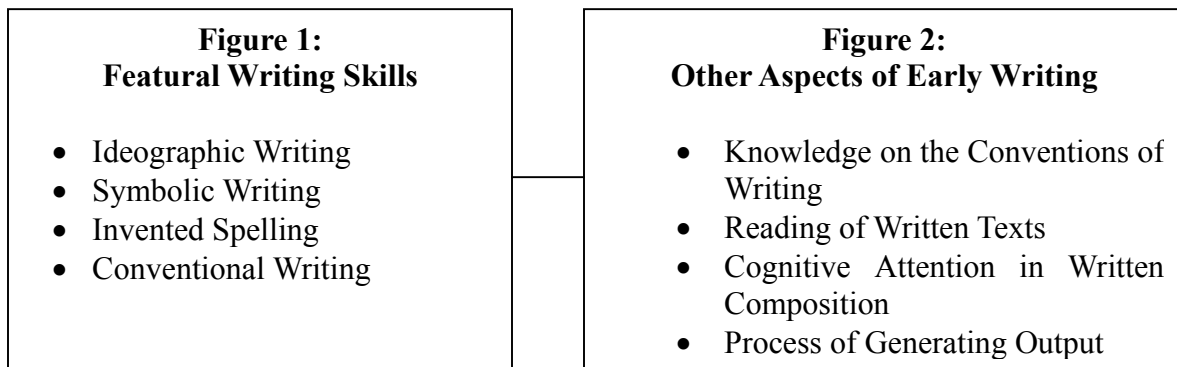 Figure 1:
Featural Writing Skills
• Ideographic Writing
• Symbolic Writing
• Invented Spelling
• Conventional Writing
Figure 2:
Other Aspects of Early Writing
• Knowledge on the Conventions of
Writing
• Reading of Written Texts
• Cognitive Attention in Written
Composition
• Process of Generating Output